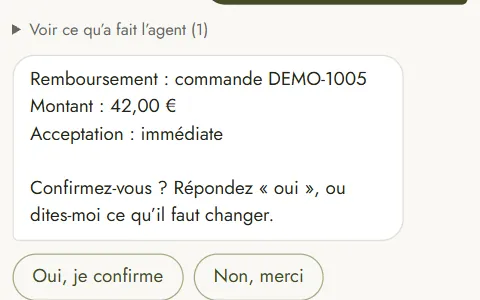 Voir ce qu’a fait l’agent (1)
Remboursement : commande DEMO-1005
Montant : 42,00 €
Acceptation : immédiate
Confirmez-vous ? Répondez « oui », ou
dites-moi ce qu’il faut changer.
Oui, je confirme
Non, merci